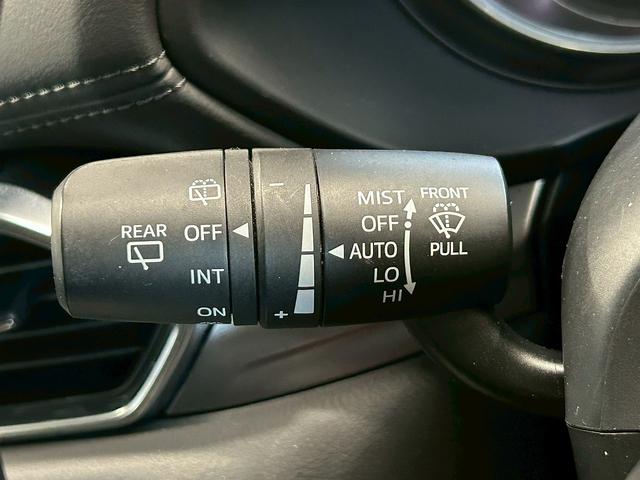 REAR
OFF
INT
ON
−
+
MIST
OFF
AUTO
LO
HI
FRONT
PULL